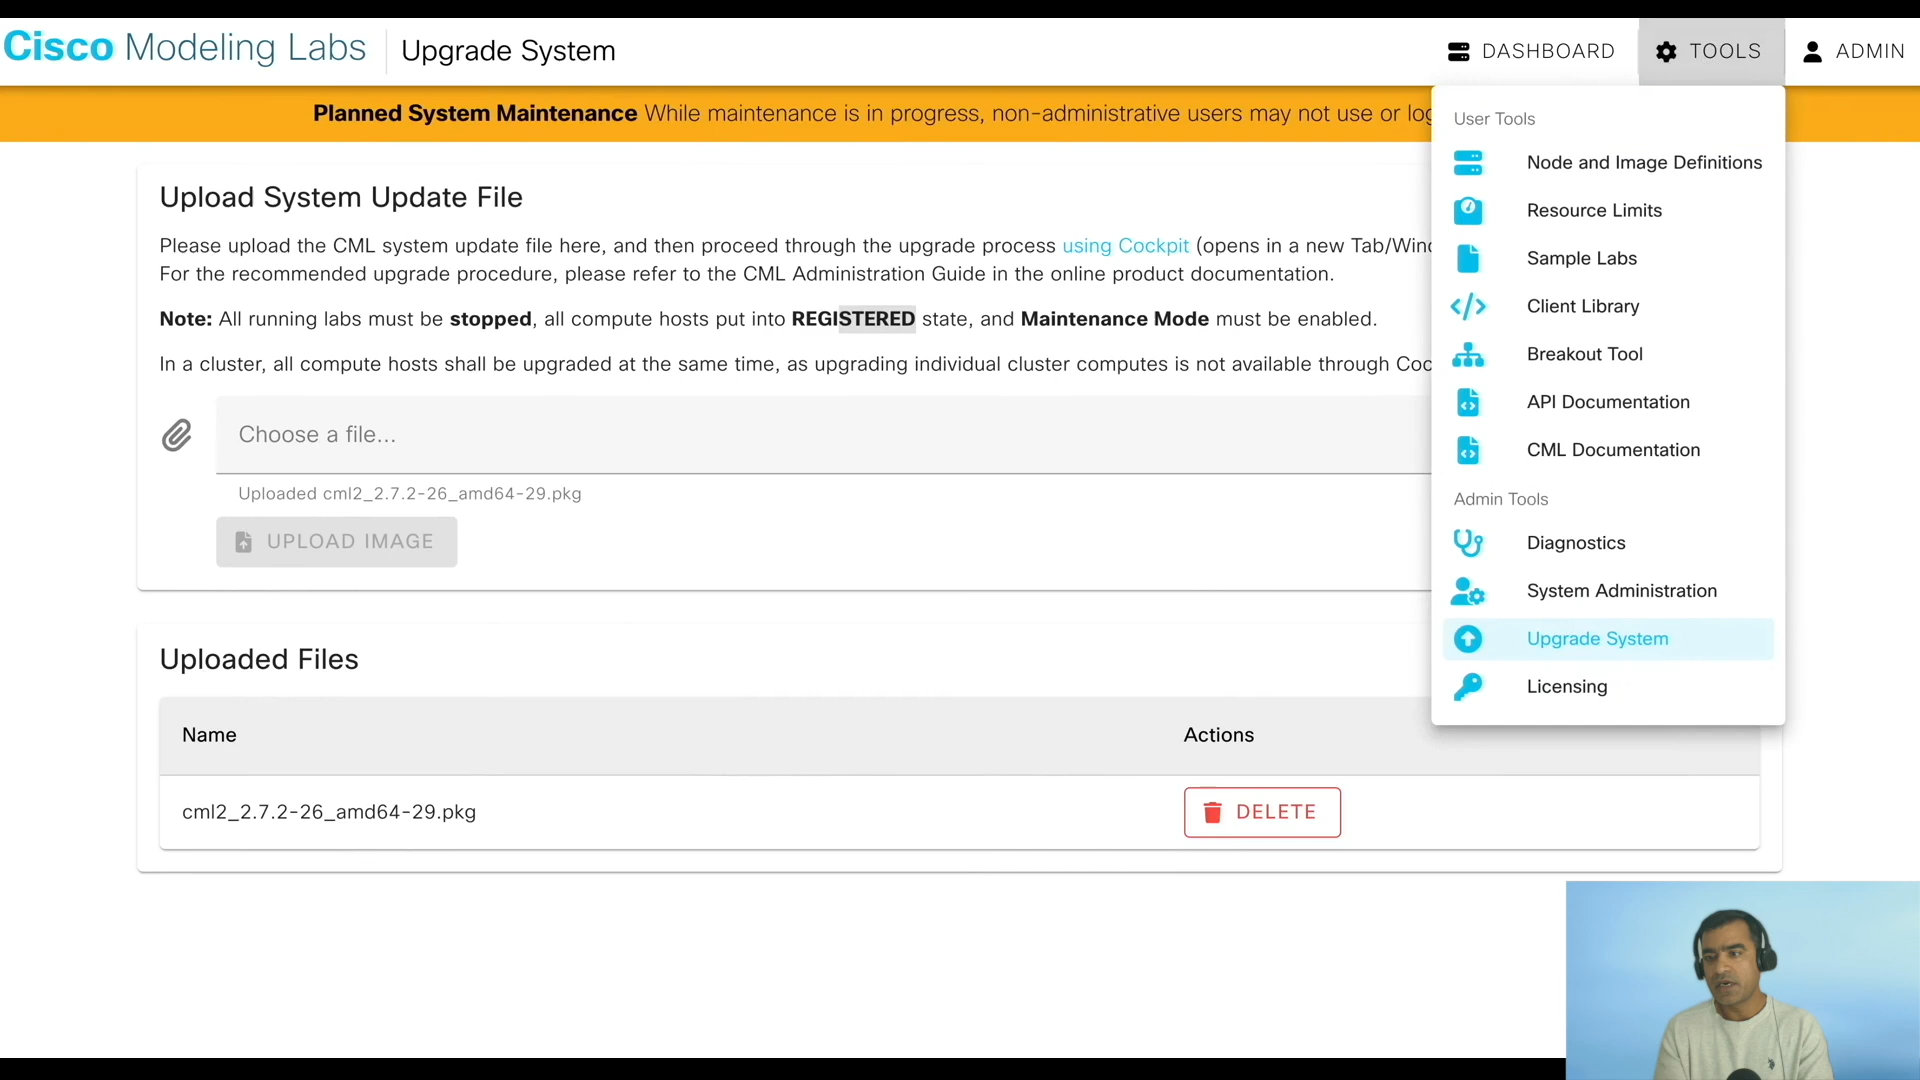 Cisco Modeling Labs
Upgrade System
DASHBOARD
TOOLS
ADMIN
Planned System Maintenance While maintenance is in progress, non-administrative users may not use or log
Upload System Update File
Please upload the CML system update file here, and then proceed through the upgrade process using Cockpit (opens in a new Tab/Wind
For the recommended upgrade procedure, please refer to the CML Administration Guide in the online product documentation.
Note: All running labs must be stopped, all compute hosts put into REGISTERED state, and Maintenance Mode must be enabled.
In a cluster, all compute hosts shall be upgraded at the same time, as upgrading individual cluster computes is not available through Coc
Choose a file...
Uploaded cml2_2.7.2-26_amd64-29.pkg
UPLOAD IMAGE
Uploaded Files
Name
Actions
cml2_2.7.2-26_amd64-29.pkg
DELETE
User Tools
Node and Image Definitions
Resource Limits
Sample Labs
Client Library
Breakout Tool
API Documentation
CML Documentation
Admin Tools
Diagnostics
System Administration
Upgrade System
Licensing